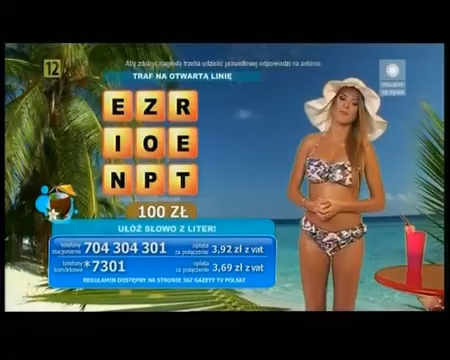 Aby zdobyć nagrodę trzeba udzielić prawidłowej odpowiedzi na antenie.
12
TRAF NA OTWARTĄ LINIĘ
E Z R
I O E
N P T
100 ZŁ
UŁÓŻ SŁOWO Z LITER!
telefony stacjonarne 704 304 301 opłata za połączenie 3,92 zł z vat
telefony komórkowe *7301 opłata za połączenie 3,69 zł z vat
REGULAMIN DOSTĘPNY NA STRONIE 367 GAZETY TV POLSAT